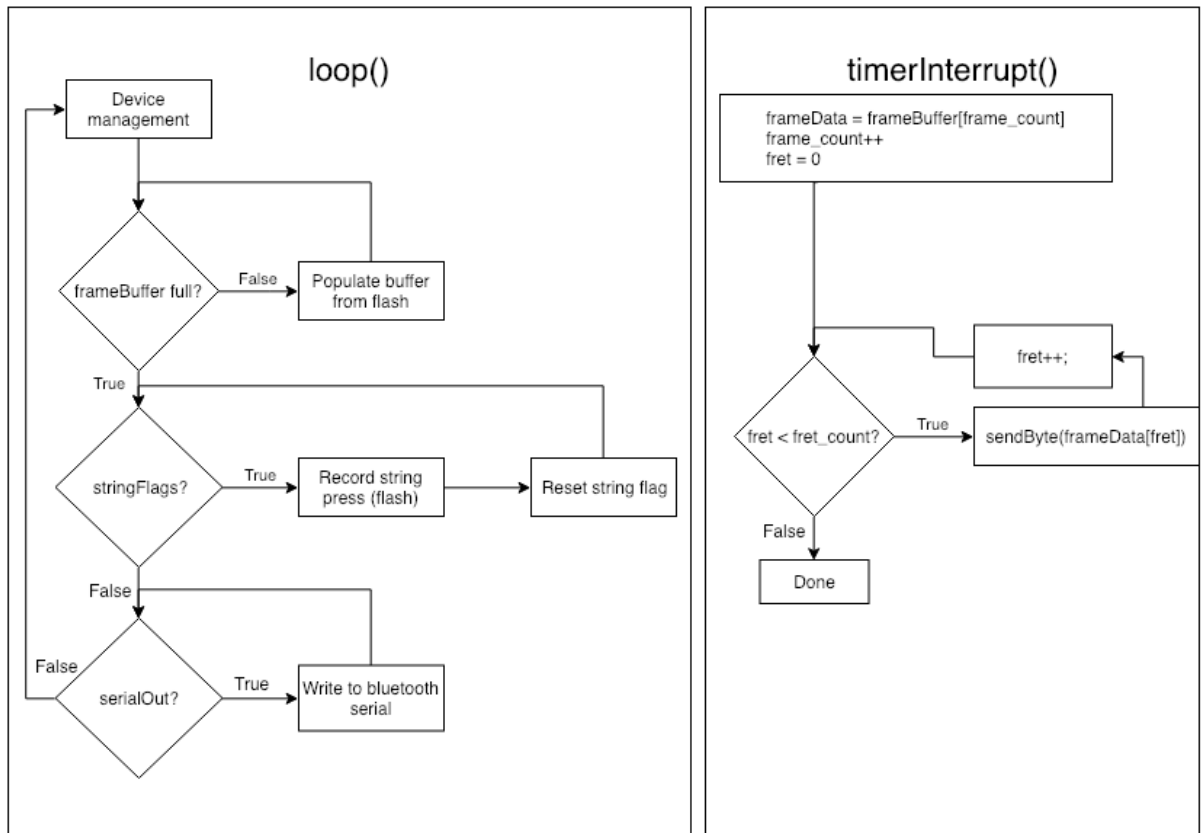 loop()
Device
management
frameBuffer full?
False
Populate buffer
from flash
True
stringFlags?
True
Record string
press (flash)
Reset string flag
False
serialOut?
False
True
Write to bluetooth
serial
timerInterrupt()
frameData = frameBuffer[frame_count]
frame_count++
fret = 0
fret++;
fret < fret_count?
True
sendByte(frameData[fret])
False
Done